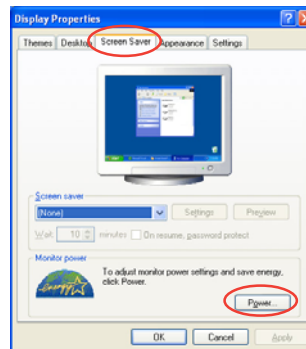 Display Properties
Themes Desktop Screen Saver Appearance Settings
Screen saver
(None) Settings Preview
Wait: 10 minutes On resume, password protect
Monitor power
To adjust monitor power settings and save energy,
click Power.
Power...
OK Cancel Apply